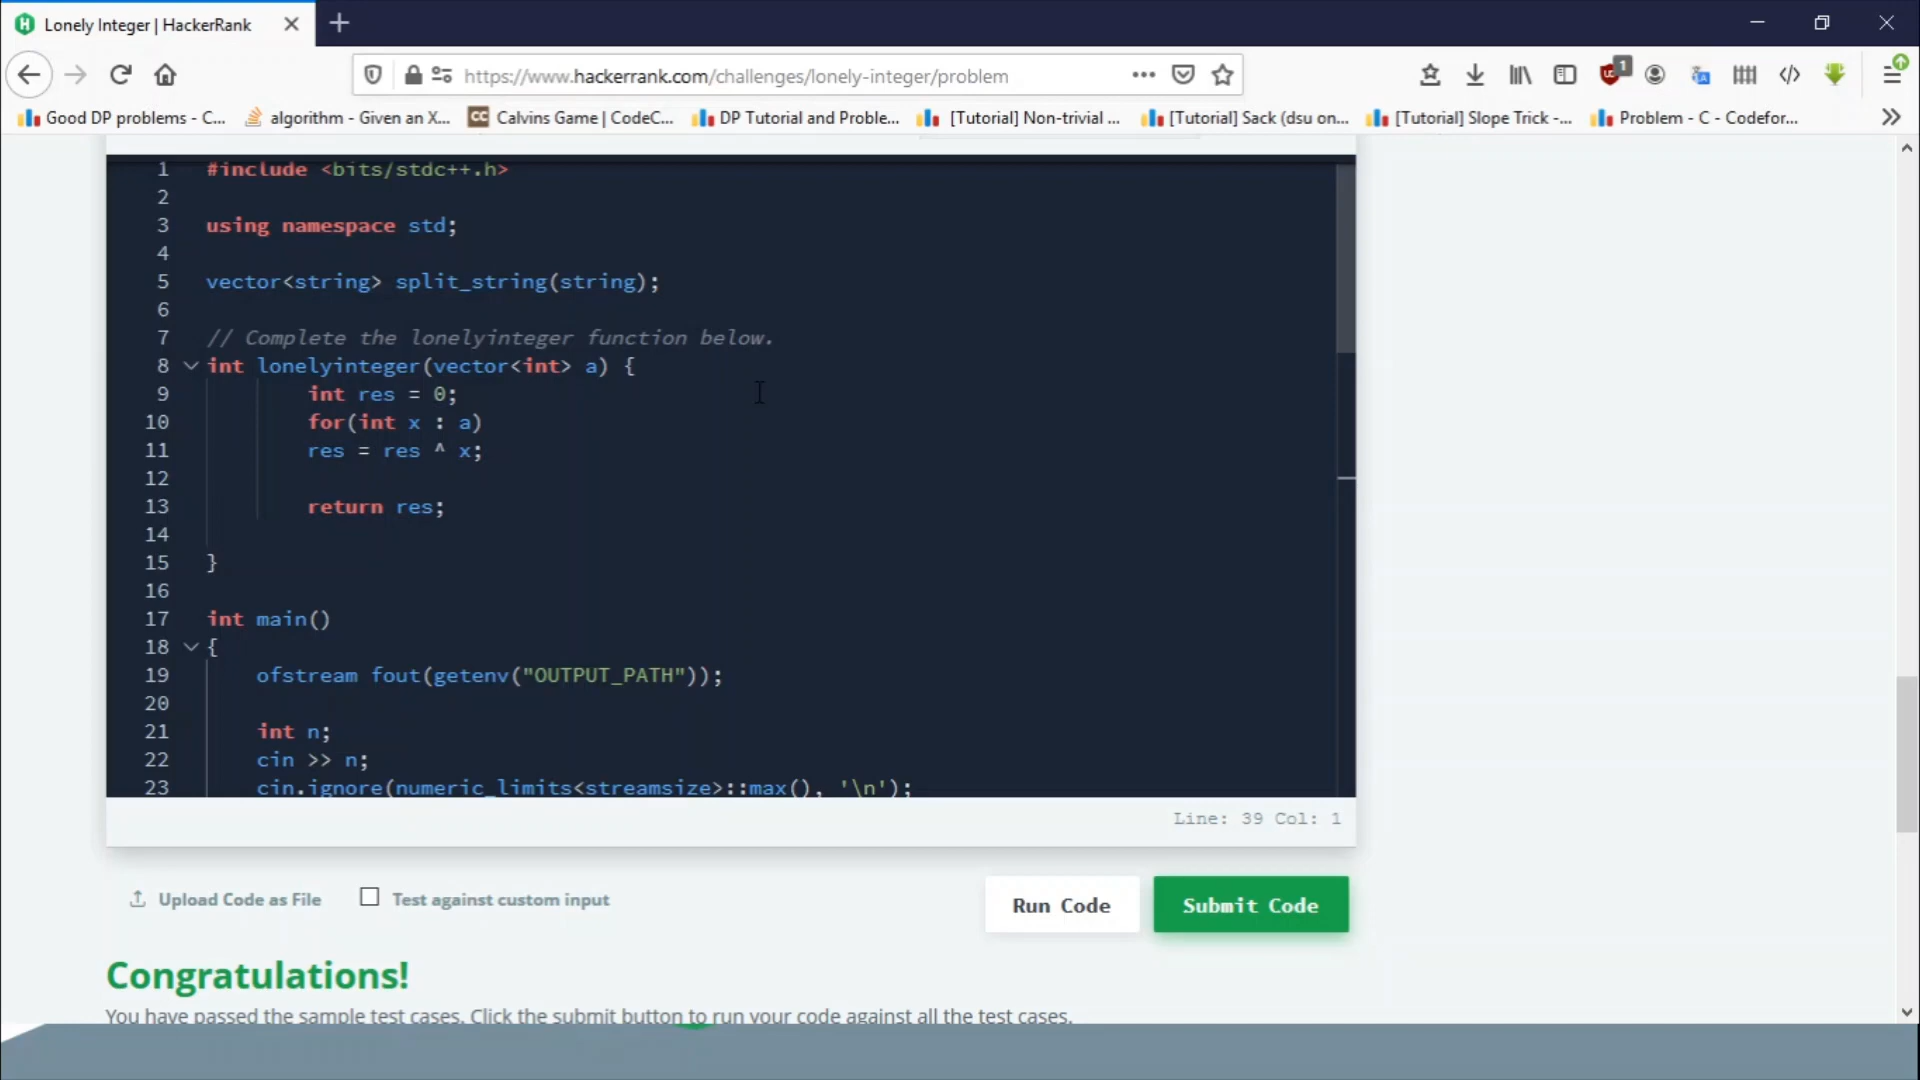 Lonely Integer | HackerRank
https://www.hackerrank.com/challenges/lonely-integer/problem
1
Good DP problems - C...
algorithm - Given an X...
CC Calvins Game | CodeC...
DP Tutorial and Proble...
[Tutorial] Non-trivial ...
[Tutorial] Sack (dsu on...
[Tutorial] Slope Trick -...
Problem - C - Codefor...
1 #include <bits/stdc++.h>
2
3 using namespace std;
4
5 vector<string> split_string(string);
6
7 // Complete the lonelyinteger function below.
8 int lonelyinteger(vector<int> a) {
9 int res = 0;
10 for(int x : a)
11 res = res ^ x;
12
13 return res;
14
15 }
16
17 int main()
18 {
19 ofstream fout(getenv("OUTPUT_PATH"));
20
21 int n;
22 cin >> n;
23 cin.ignore(numeric_limits<streamsize>::max(), '\n');
Line: 39 Col: 1
Upload Code as File
Test against custom input
Run Code
Submit Code
Congratulations!
You have passed the sample test cases. Click the submit button to run your code against all the test cases.